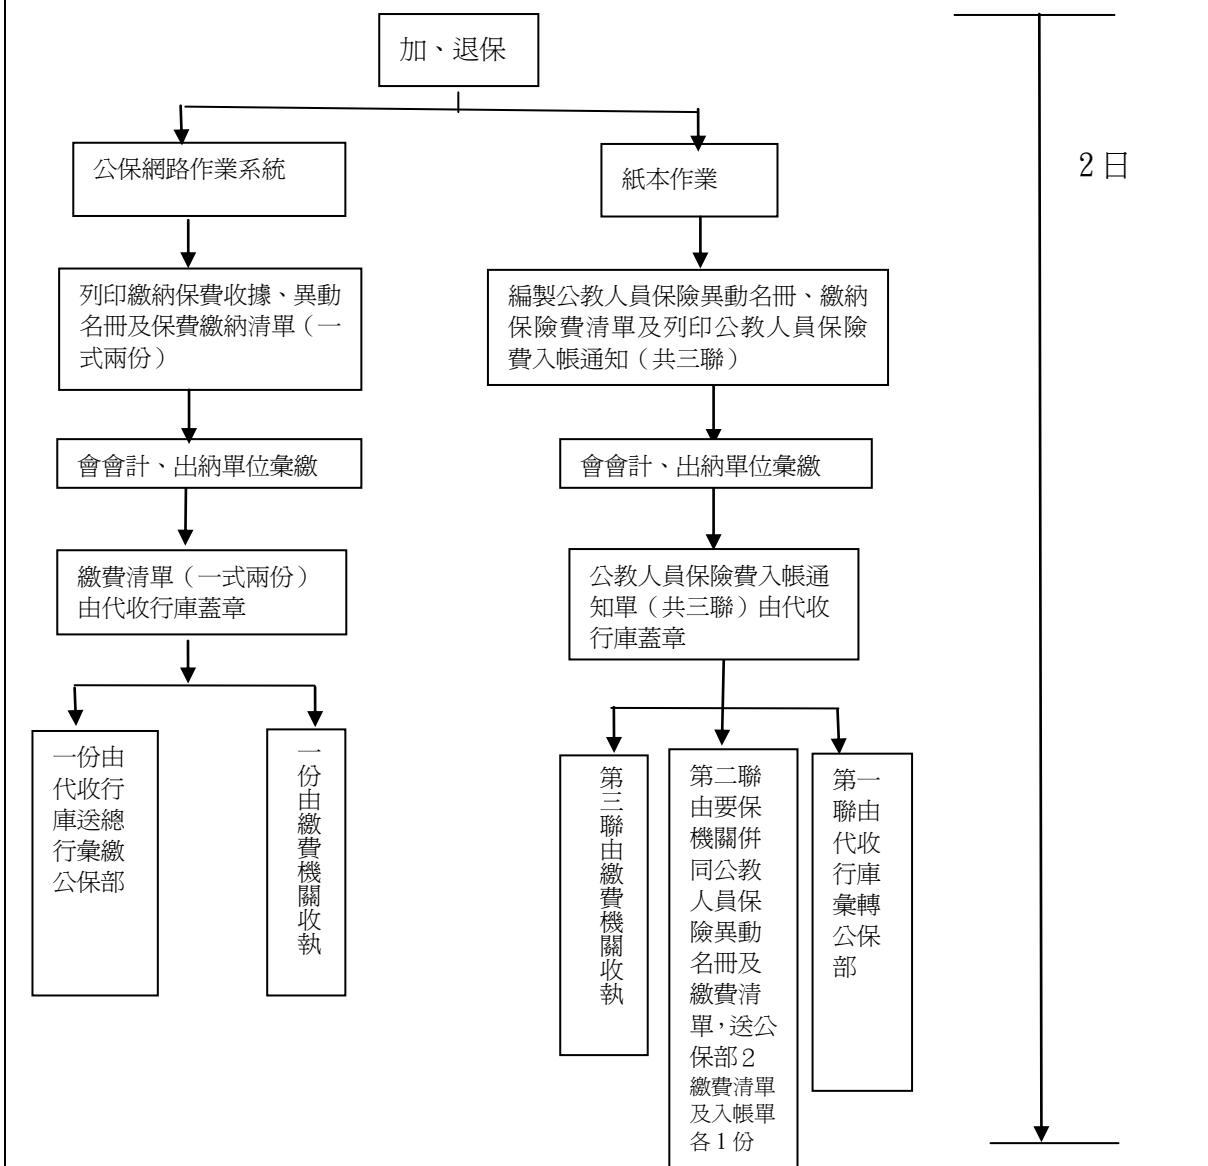 加、退保
2日
公保網路作業系統
紙本作業
列印繳納保費收據、異動
名冊及保費繳納清單（一
式兩份）
編製公教人員保險異動名冊、繳納
保險費清單及列印公教人員保險
費入帳通知（共三聯）
會會計、出納單位彙繳
會會計、出納單位彙繳
繳費清單（一式兩份）
由代收行庫蓋章
公教人員保險費入帳通
知單（共三聯）由代收
行庫蓋章
一份由
代收行
庫送總
行彙繳
公保部
一份由繳費機關收執
第三聯由繳費機關收執
第二聯
由要保
機關併
同公教
人員保
險異動
名冊及
繳費清
單，送公
保部2
繳費清單
及入帳單
各1份
第一
聯由
代收
行庫
彙轉
公保
部